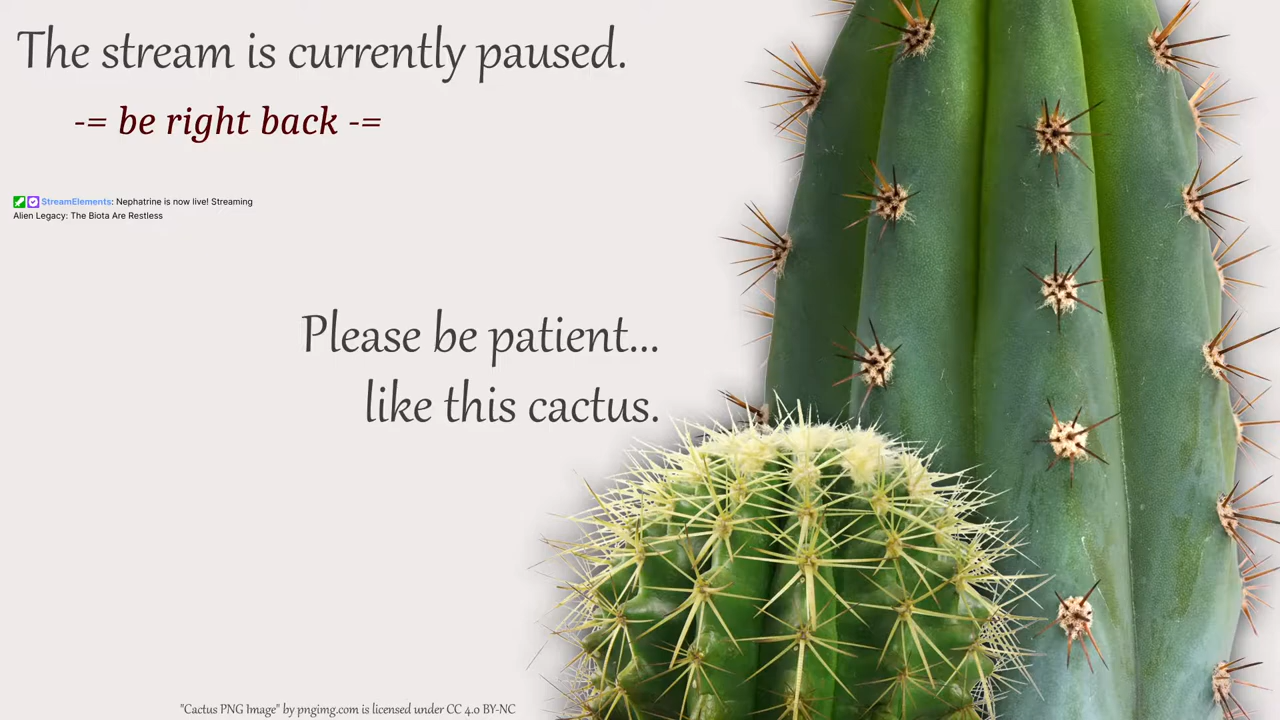 The stream is currently paused.
-= be right back -=
StreamElements: Nephatrine is now live! Streaming
Alien Legacy: The Biota Are Restless
Please be patient...
like this cactus.
"Cactus PNG Image" by pngimg.com is licensed under CC 4.0 BY-NC